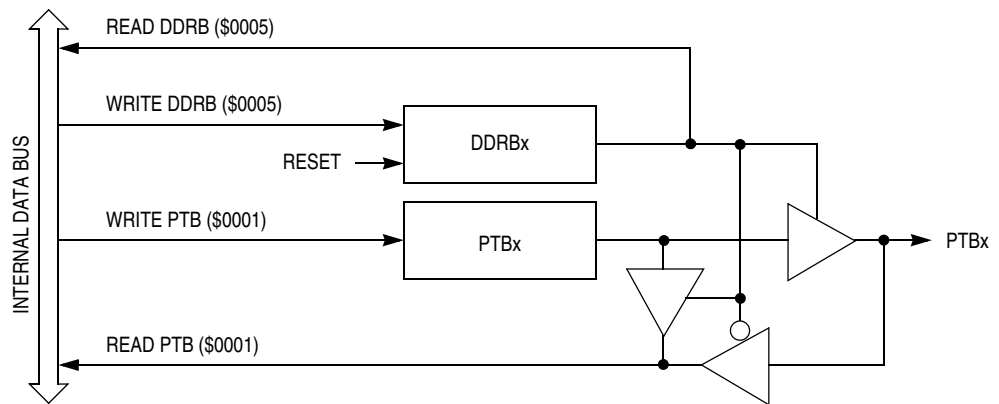 READ DDRB ($0005)
WRITE DDRB ($0005)
DDRBx
RESET
INTERNAL DATA BUS
WRITE PTB ($0001)
PTBx
PTBx
READ PTB ($0001)